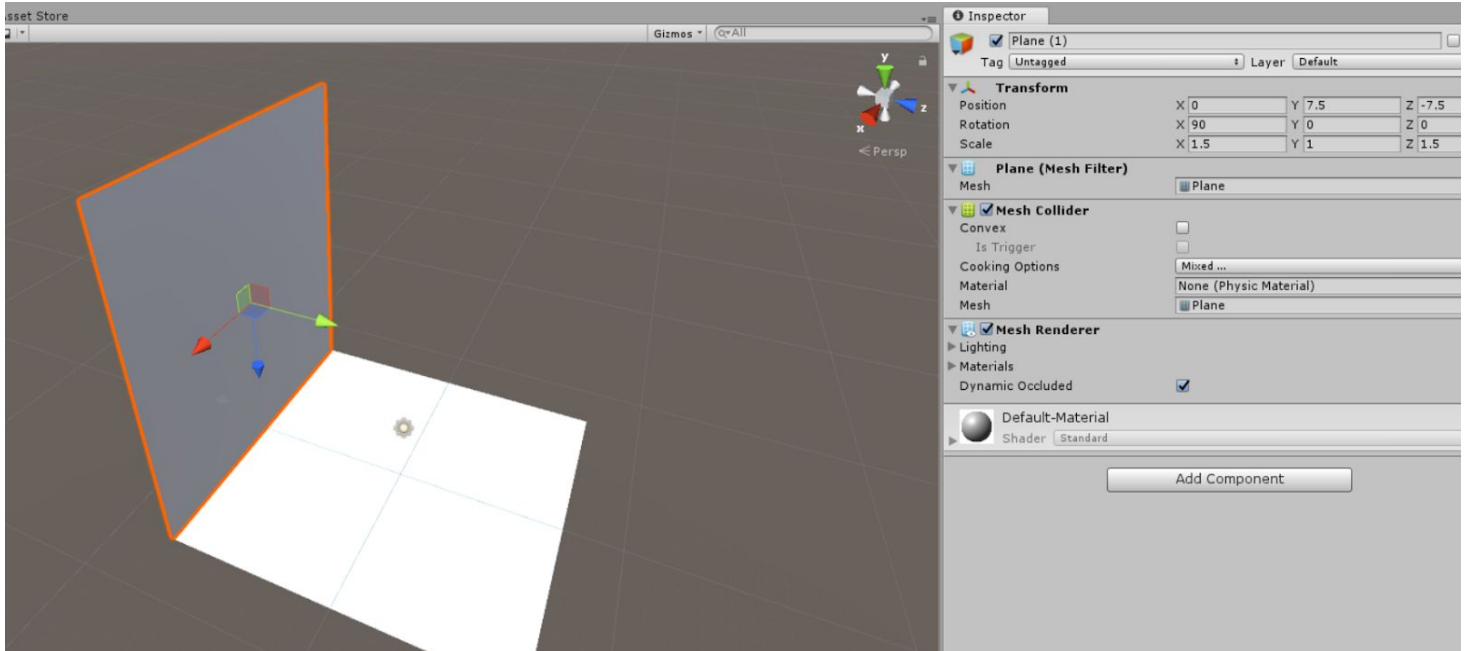 sset Store
Gizmos All
y
z
x
Persp
Inspector
Plane (1)
Tag Untagged Layer Default
Transform
Position X 0 Y 7.5 Z -7.5
Rotation X 90 Y 0 Z 0
Scale X 1.5 Y 1 Z 1.5
Plane (Mesh Filter)
Mesh Plane
Mesh Collider
Convex
Is Trigger
Cooking Options Mixed ...
Material None (Physic Material)
Mesh Plane
Mesh Renderer
Lighting
Materials
Dynamic Occluded
Default-Material
Shader Standard
Add Component